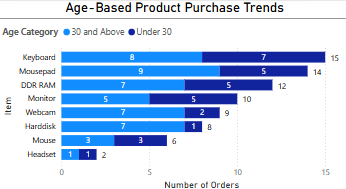 Age-Based Product Purchase Trends
Age Category 30 and Above Under 30
Keyboard 8 7 15
Mousepad 9 5 14
DDR RAM 7 5 12
Monitor 5 5 10
Webcam 7 2 9
Harddisk 7 1 8
Mouse 3 3 6
Headset 1 1 2
Item
0 5 10 15
Number of Orders